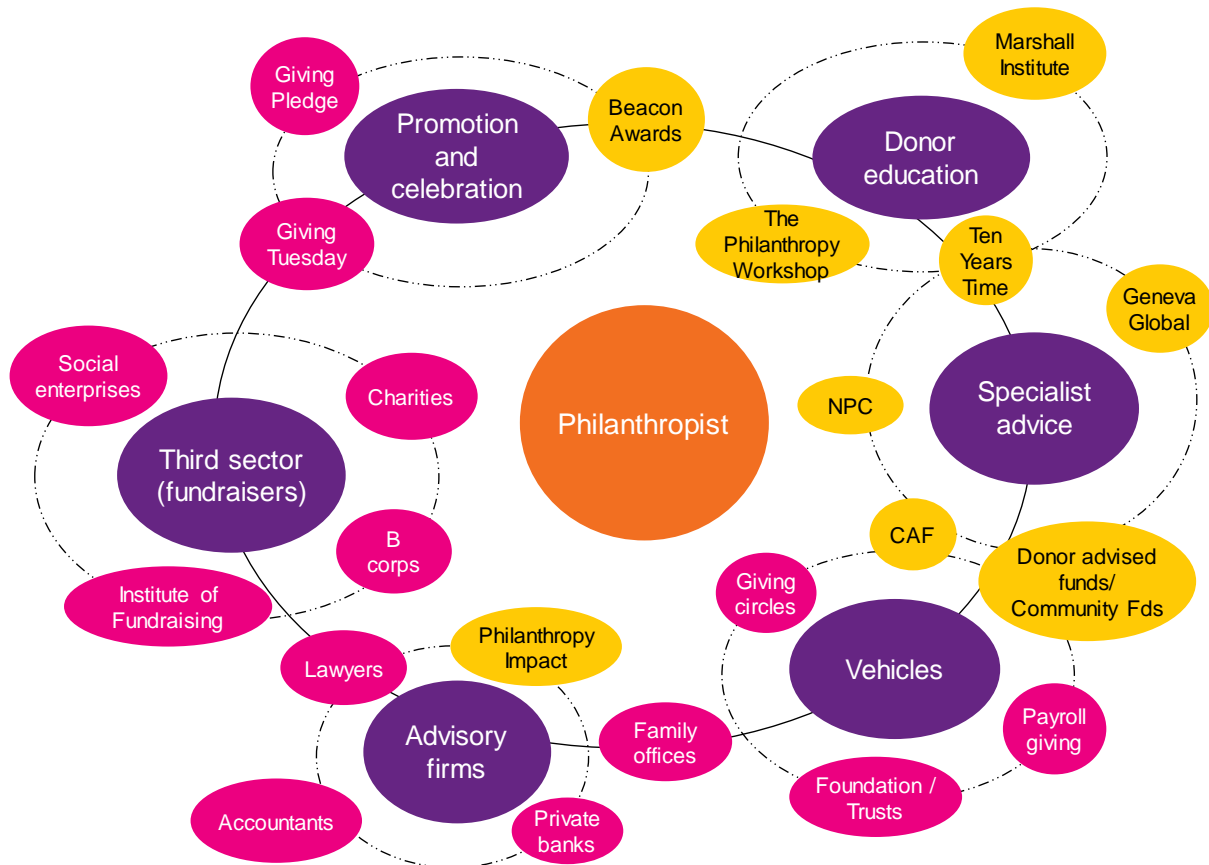 Giving
Pledge
Promotion
and
celebration
Beacon
Awards
Giving
Tuesday
Marshall
Institute
Donor
education
The
Philanthropy
Workshop
Ten
Years
Time
Geneva
Global
Social
enterprises
Charities
Third sector
(fundraisers)
B
corps
Institute of
Fundraising
Philanthropist
NPC
Specialist
advice
CAF
Donor advised
funds/
Community Fds
Giving
circles
Vehicles
Payroll
giving
Foundation /
Trusts
Family
offices
Lawyers
Philanthropy
Impact
Advisory
firms
Accountants
Private
banks